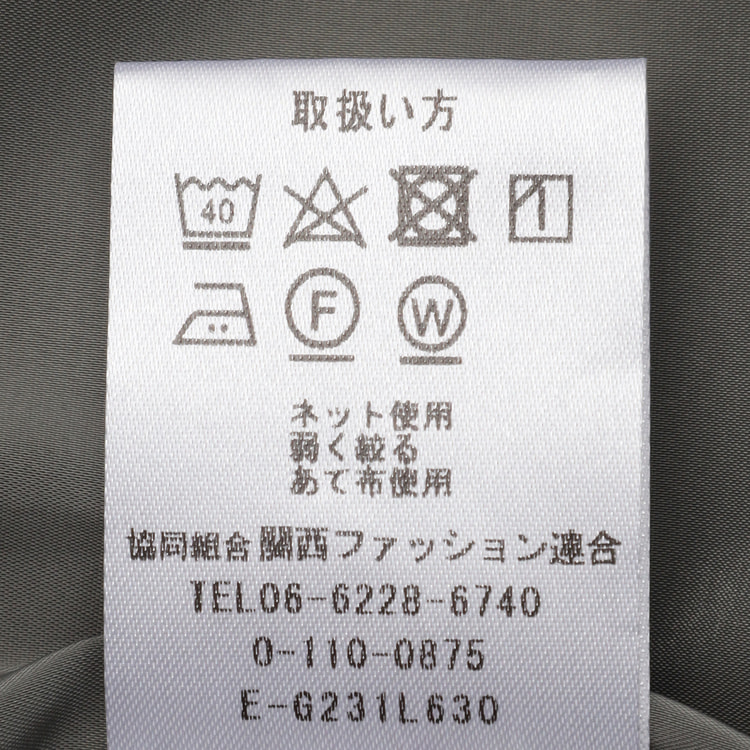 取扱い方
40
F W
ネット使用
弱く絞る
あて布使用
協同組合関西ファッション連合
TEL06-6228-6740
0-110-0875
E-G231L630